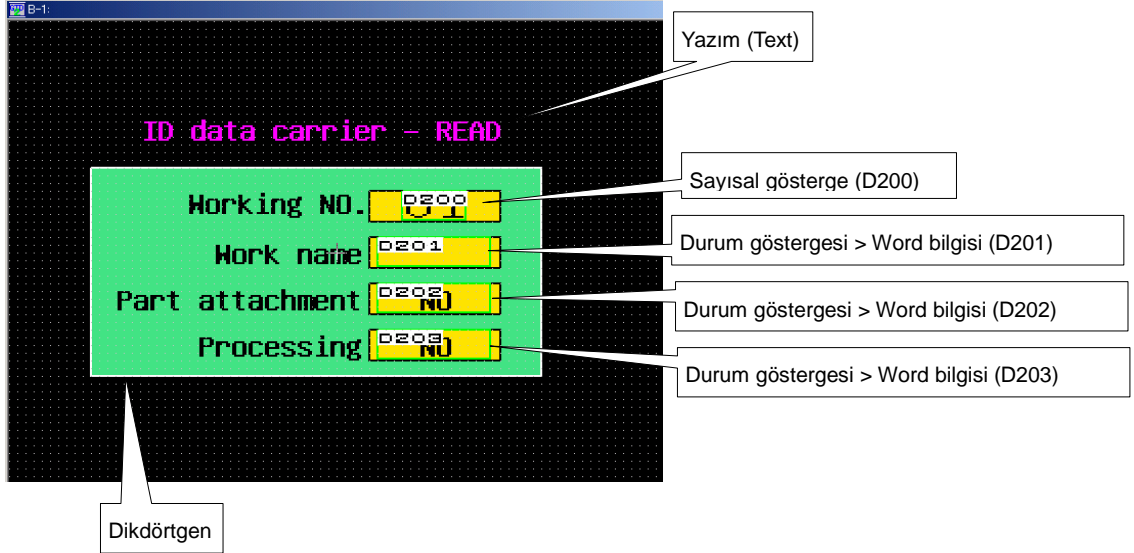 B-1:
Yazım (Text)
ID data carrier - READ
Sayısal gösterge (D200)
Working NO. D200
Durum göstergesi > Word bilgisi (D201)
Work name D201
Part attachment D202 NO
Durum göstergesi > Word bilgisi (D202)
Processing D203 NO
Durum göstergesi > Word bilgisi (D203)
Dikdörtgen